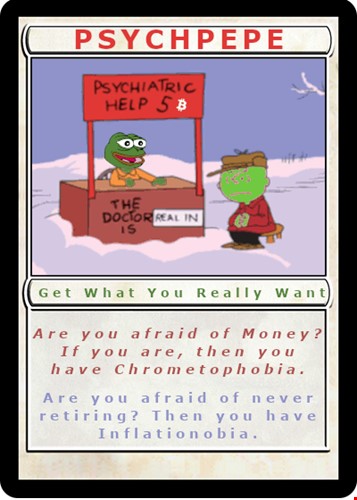 PSYCHPEPE
PSYCHIATRIC
HELP 5 ₿
THE
DOCTOR REAL IN
IS
Get What You Really Want
Are you afraid of Money?
If you are, then you
have Chrometophobia.
Are you afraid of never
retiring? Then you have
Inflationobia.